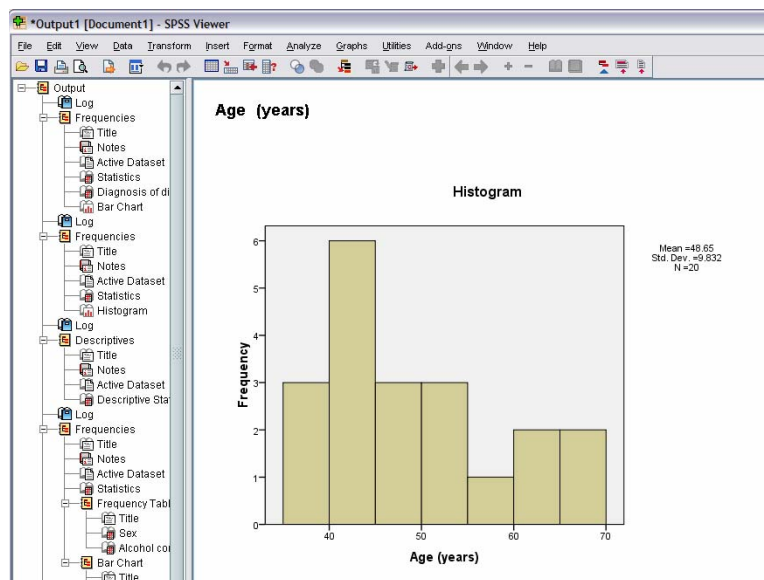 *Output1 [Document1] - SPSS Viewer
File Edit View Data Transform Insert Format Analyze Graphs Utilities Add-ons Window Help
Output
Log
Frequencies
Title
Notes
Active Dataset
Statistics
Diagnosis of di
Bar Chart
Log
Frequencies
Title
Notes
Active Dataset
Statistics
Histogram
Log
Descriptives
Title
Notes
Active Dataset
Descriptive Sta
Log
Frequencies
Title
Notes
Active Dataset
Statistics
Frequency Tabl
Title
Sex
Alcohol co
Bar Chart
Title
Age (years)
Histogram
Mean =48.65
Std. Dev. =9.832
N =20
Frequency
6
5
4
3
2
1
0
40 50 60 70
Age (years)